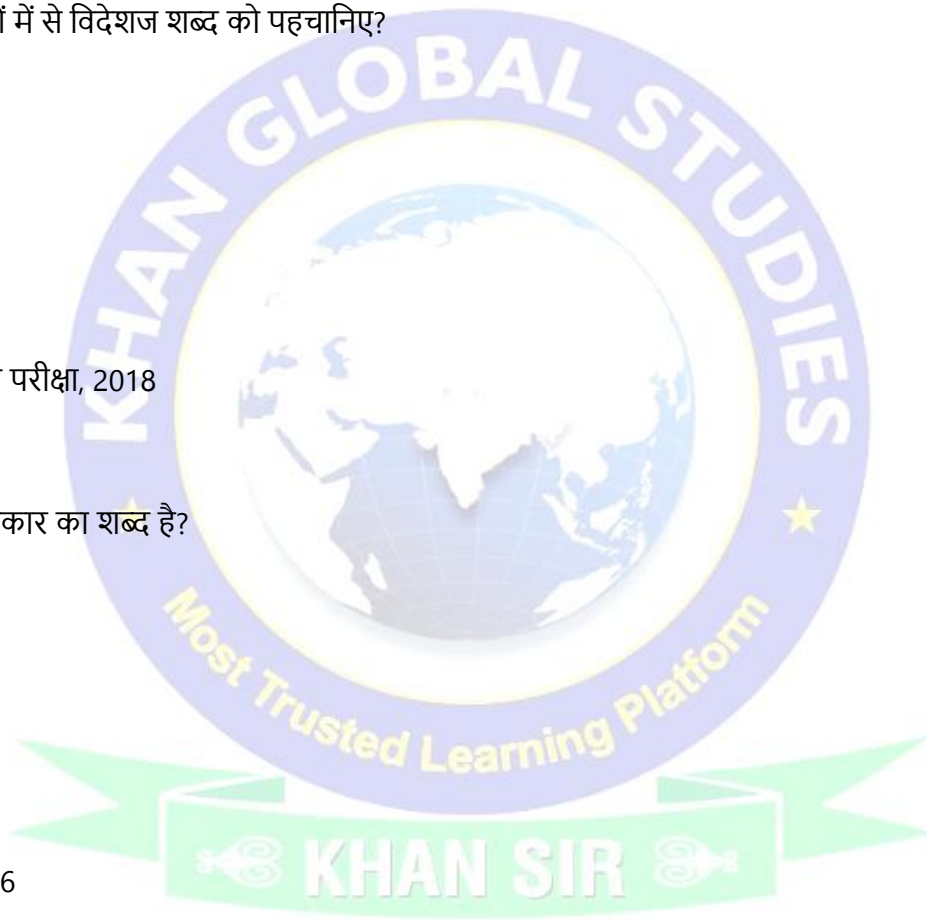 में से विदेशज शब्द को पहचानिए?
KHAN GLOBAL STUDIES
परीक्षा, 2018
कार का शब्द है?
Most Trusted Learning Platform
KHAN SIR
6